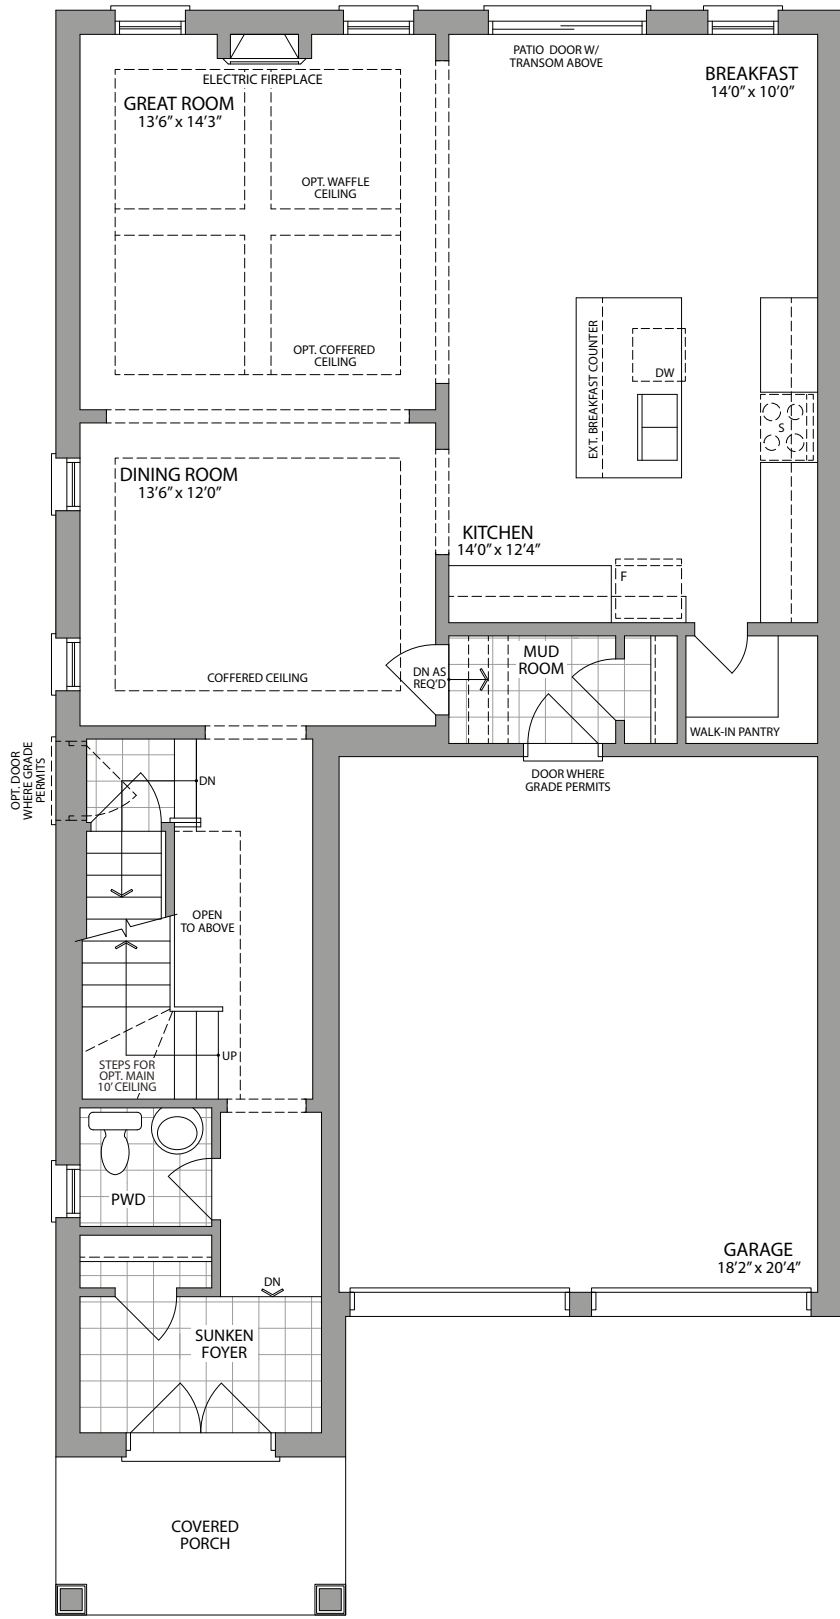 PATIO DOOR W/
TRANSOM ABOVE
BREAKFAST
14'0" x 10'0"
ELECTRIC FIREPLACE
GREAT ROOM
13'6" x 14'3"
OPT. WAFFLE
CEILING
OPT. COFFERED
CEILING
EXT. BREAKFAST COUNTER
DW
S
DINING ROOM
13'6" x 12'0"
KITCHEN
14'0" x 12'4"
F
COFFERED CEILING
DN AS
REQ'D
MUD
ROOM
WALK-IN PANTRY
OPT. DOOR
WHERE GRADE
PERMITS
DN
DOOR WHERE
GRADE PERMITS
OPEN
TO ABOVE
UP
STEPS FOR
OPT. MAIN
10' CEILING
PWD
GARAGE
18'2" x 20'4"
DN
SUNKEN
FOYER
COVERED
PORCH